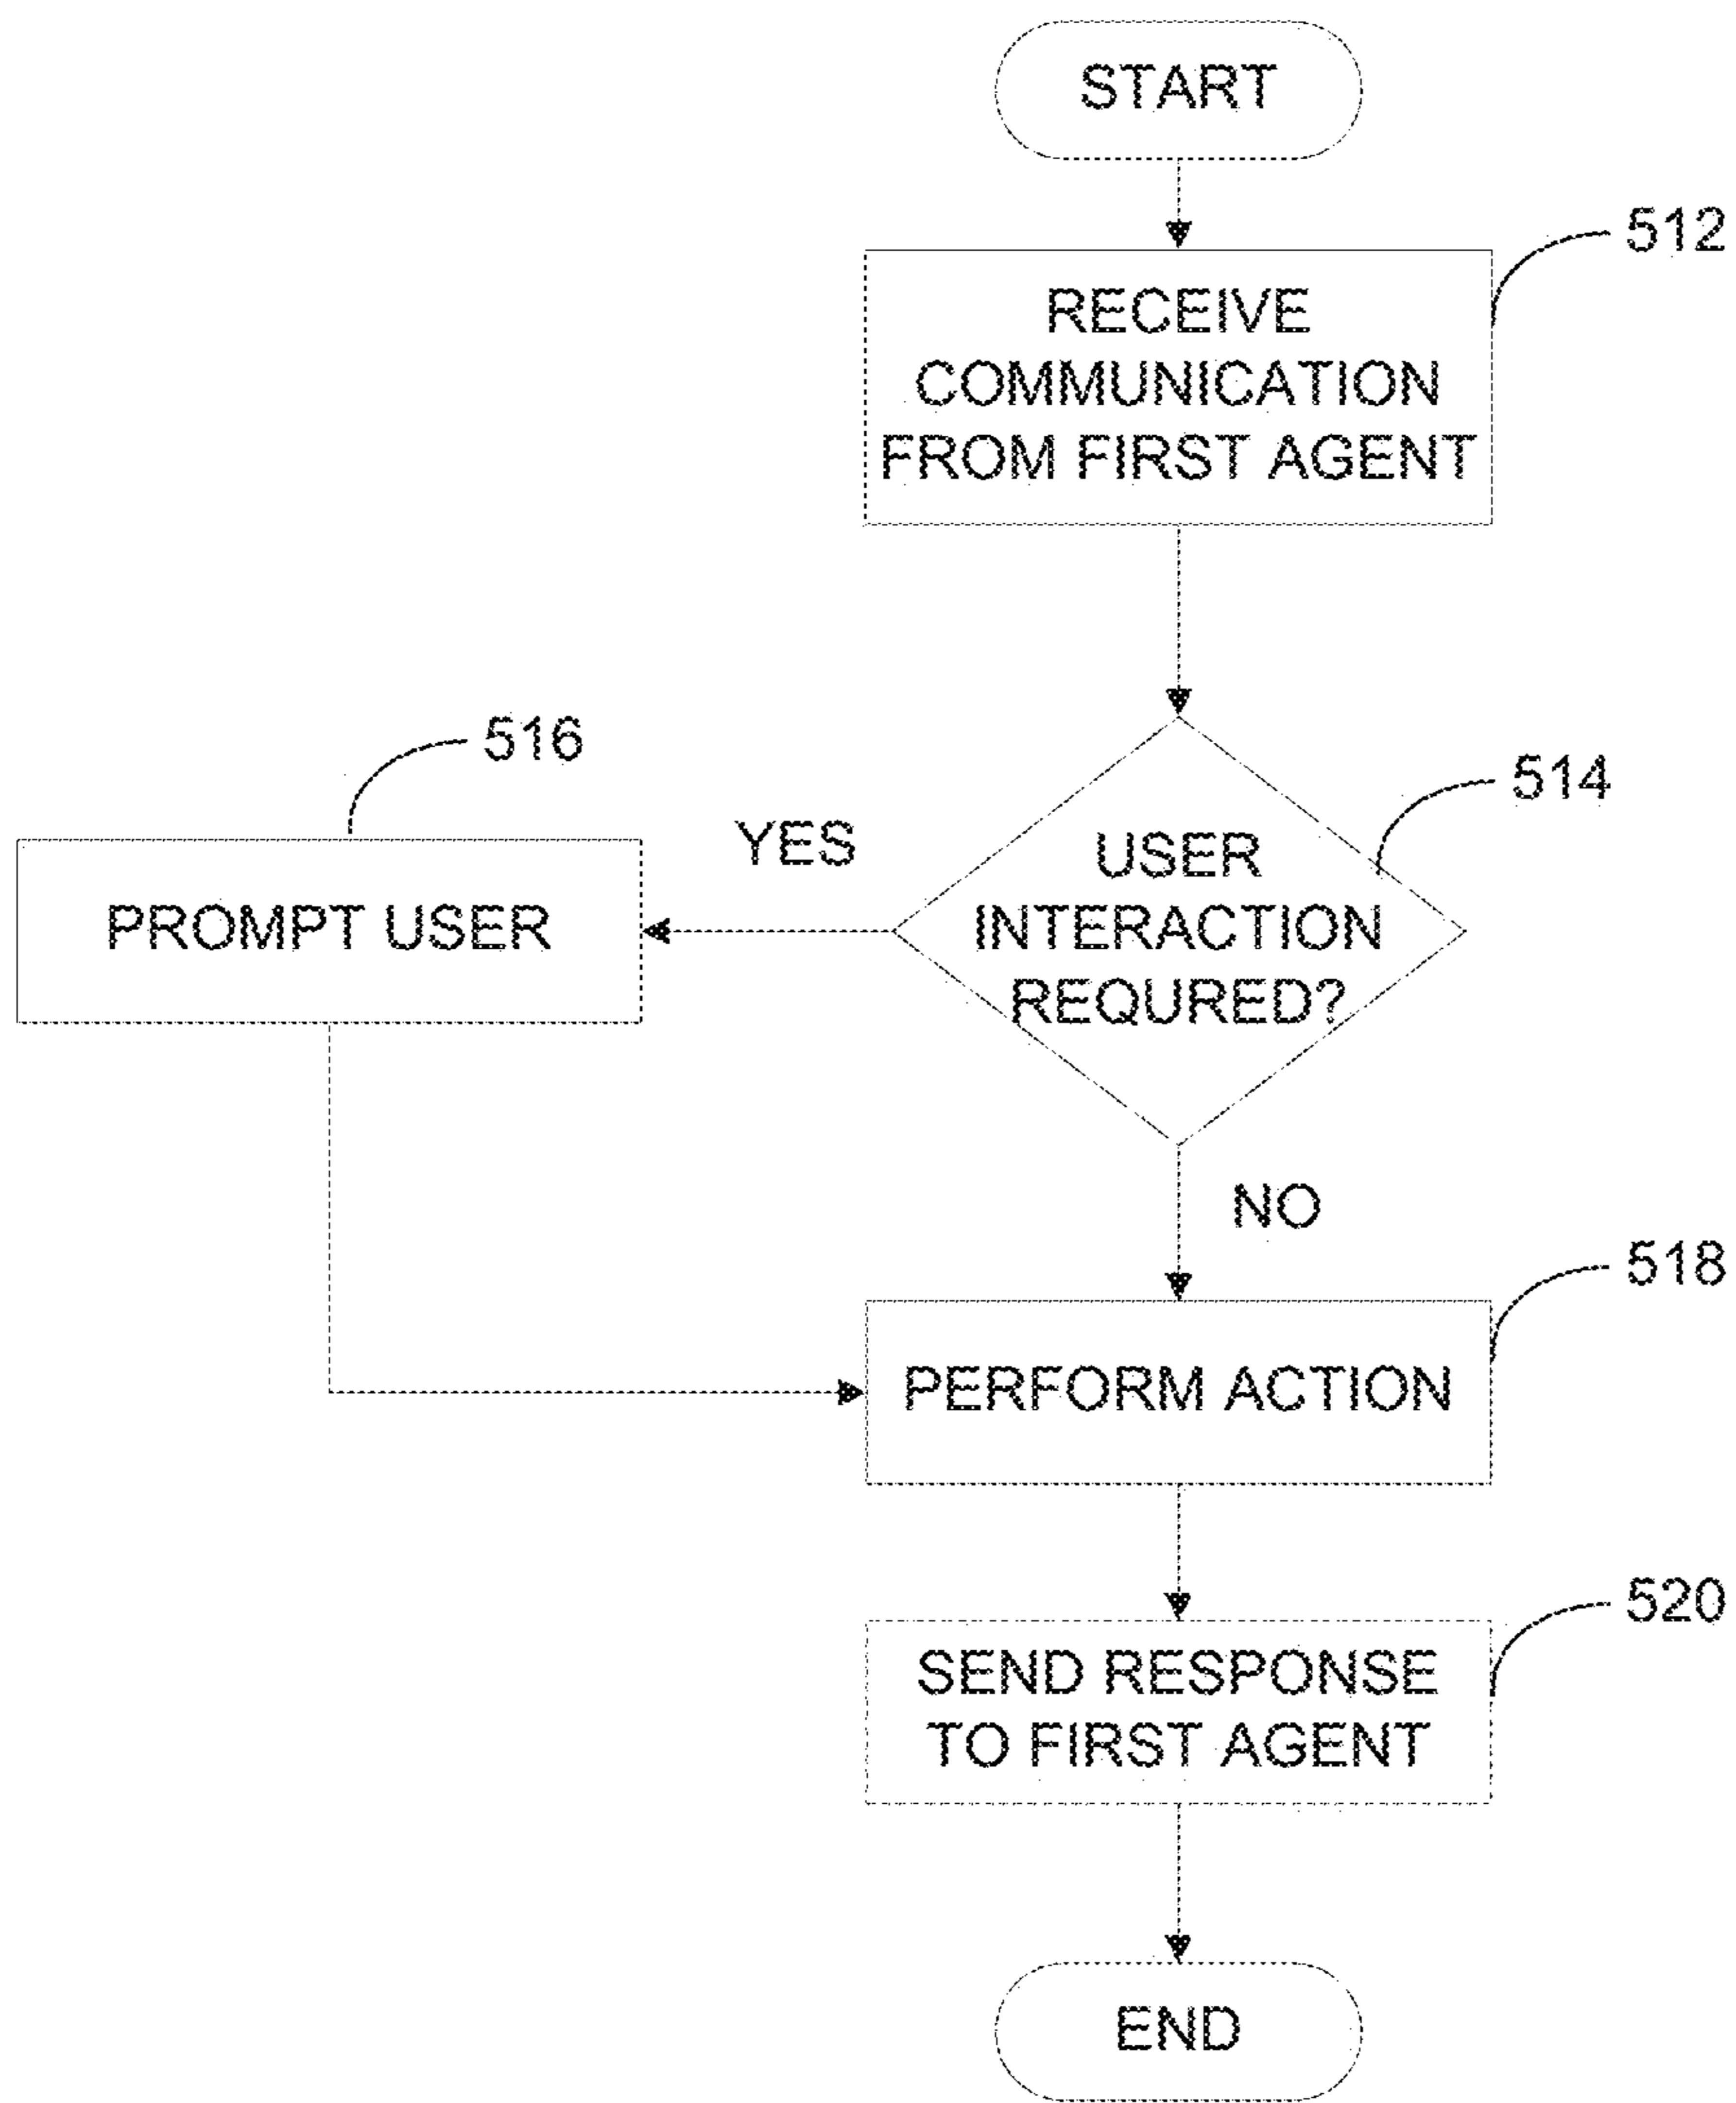 START
512
RECEIVE
COMMUNICATION
FROM FIRST AGENT
516
514
YES
USER
INTERACTION
REQURED?
PROMPT USER
NO
518
PERFORM ACTION
520
SEND RESPONSE
TO FIRST AGENT
END